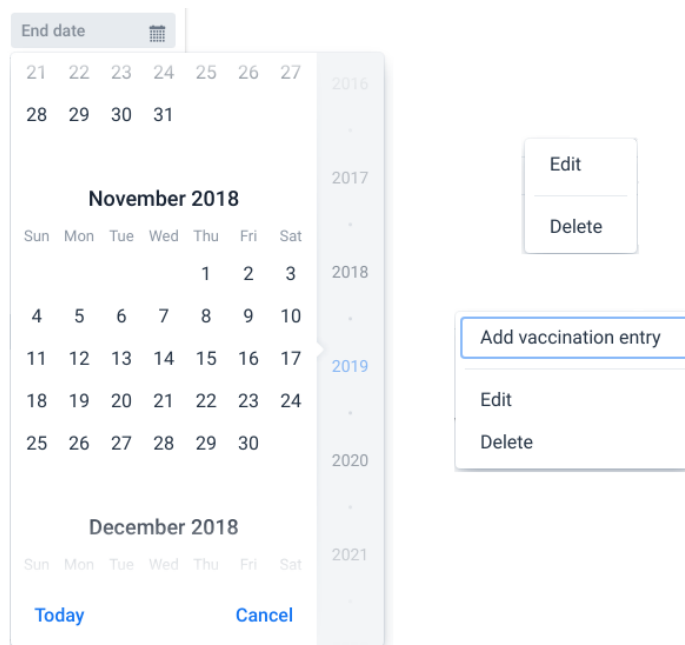 End date
21 22 23 24 25 26 27
28 29 30 31
November 2018
Sun Mon Tue Wed Thu Fri Sat
1 2 3
4 5 6 7 8 9 10
11 12 13 14 15 16 17
18 19 20 21 22 23 24
25 26 27 28 29 30
December 2018
Sun Mon Tue Wed Thu Fri Sat
Today Cancel
2016
2017
2018
2019
2020
2021
Edit
Delete
Add vaccination entry
Edit
Delete